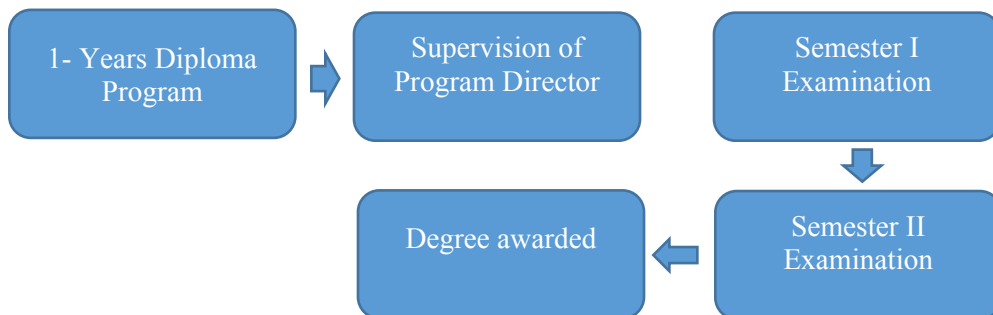 1- Years Diploma
Program
Supervision of
Program Director
Semester I
Examination
Semester II
Examination
Degree awarded